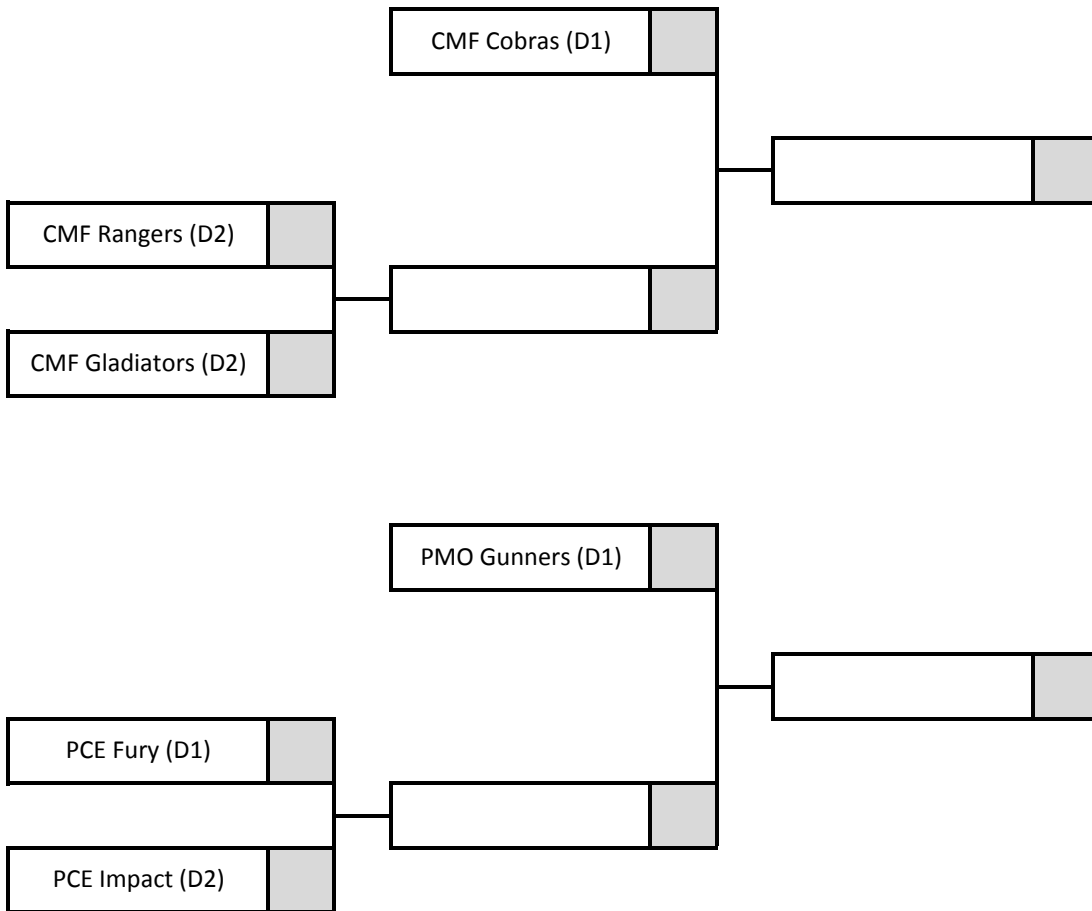 CMF Cobras (D1)
CMF Rangers (D2)
CMF Gladiators (D2)
PMO Gunners (D1)
PCE Fury (D1)
PCE Impact (D2)